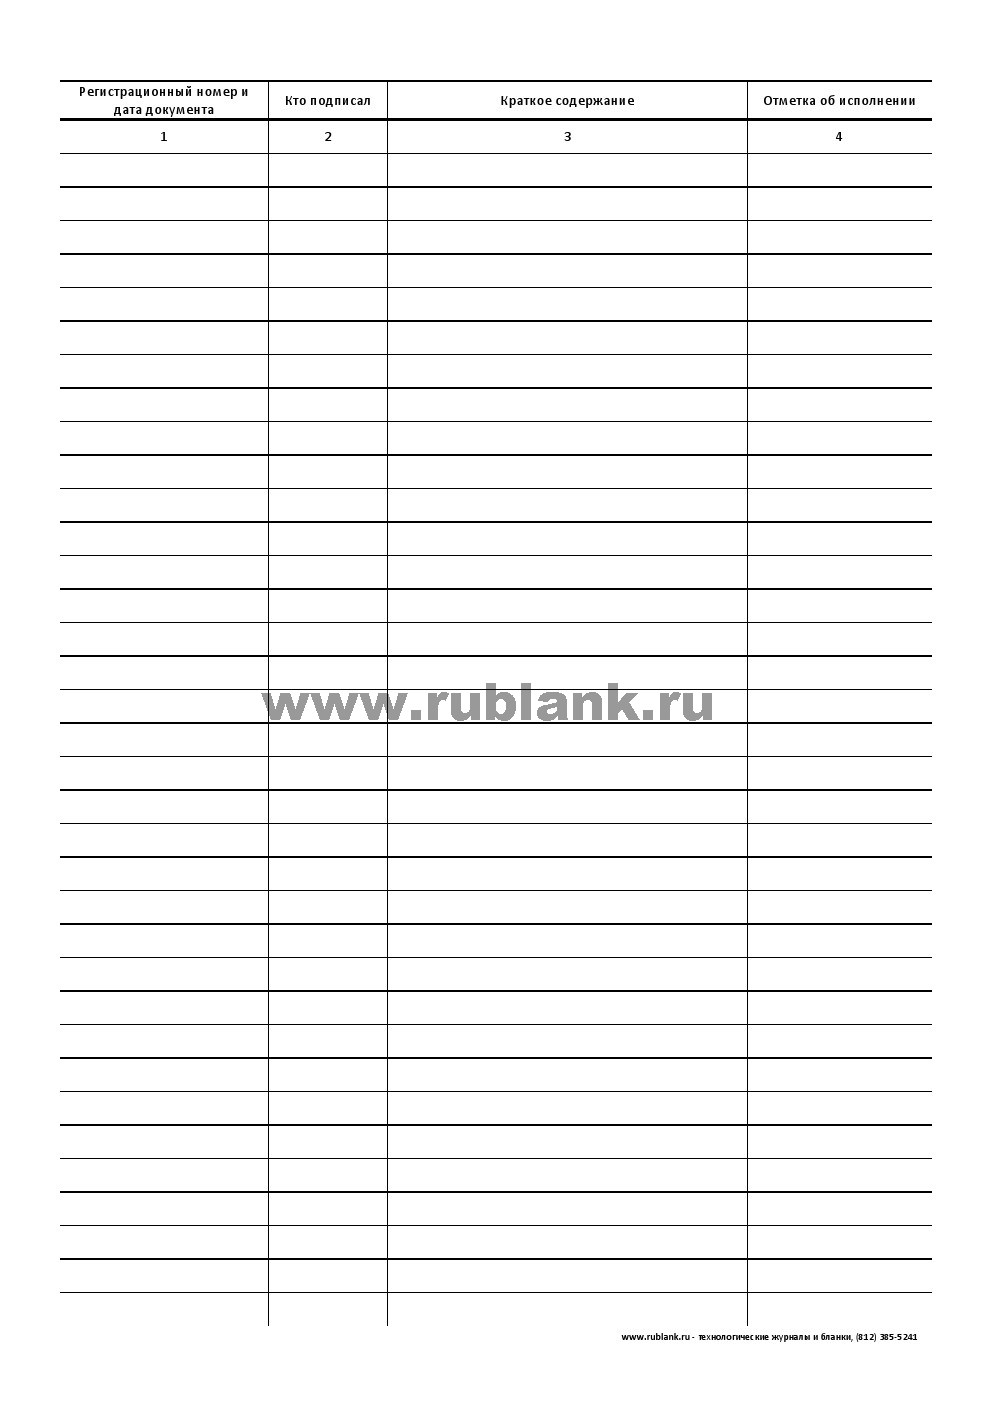 Регистрационный номер и
дата документа
Кто подписал
Краткое содержание
Отметка об исполнении
1
2
3
4
www.rublank.ru
www.rublank.ru - технологические журналы и бланки, (812) 385-5241